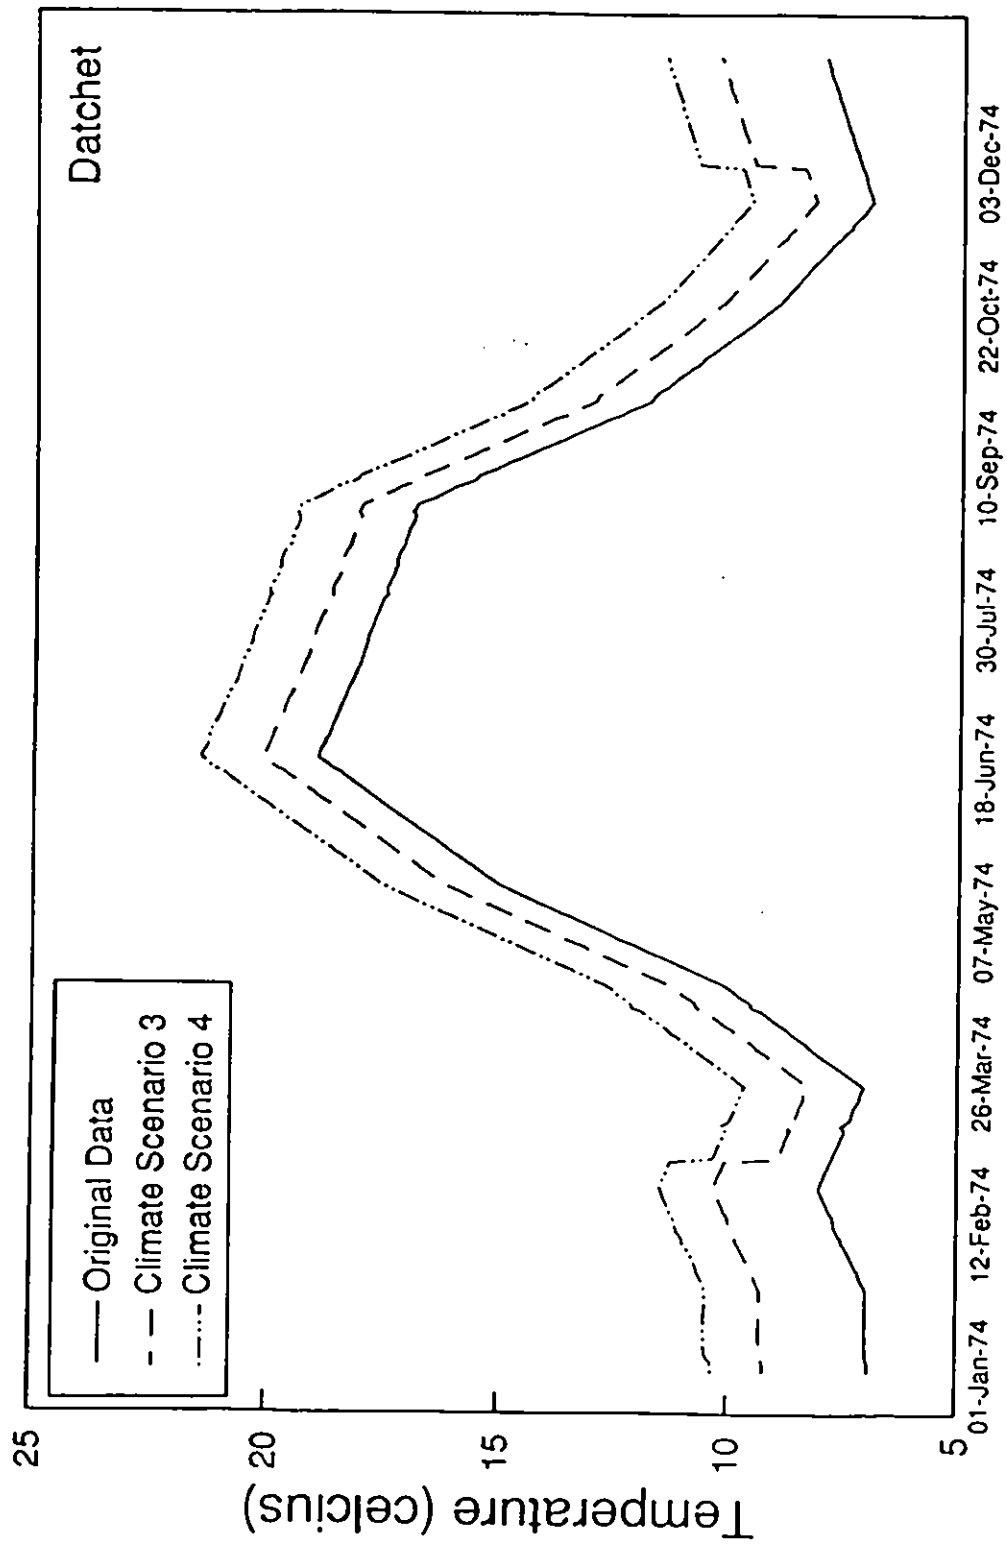 Datchet
Original Data
Climate Scenario 3
Climate Scenario 4
Temperature (celcius)
25
20
15
10
5
01-Jan-74
12-Feb-74
26-Mar-74
07-May-74
18-Jun-74
30-Jul-74
10-Sep-74
22-Oct-74
03-Dec-74